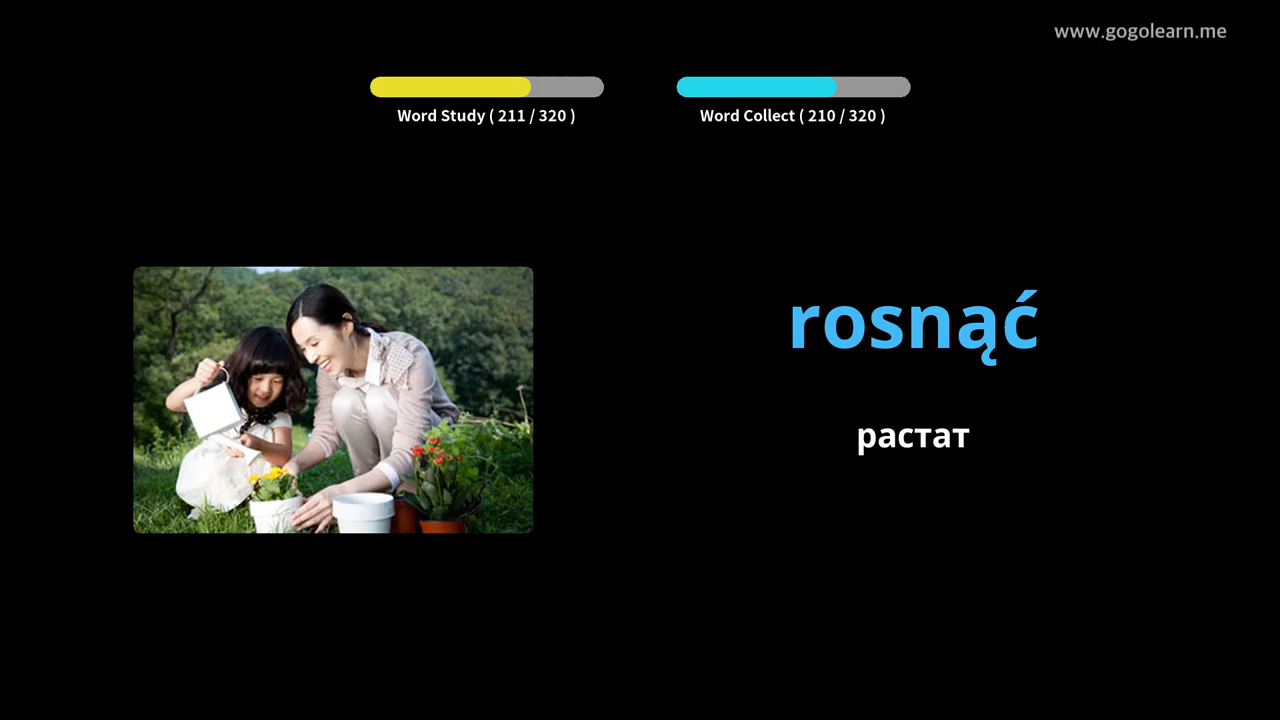 www.gogolearn.me
Word Study ( 211 / 320 )
Word Collect ( 210 / 320 )
rosnąć
растат